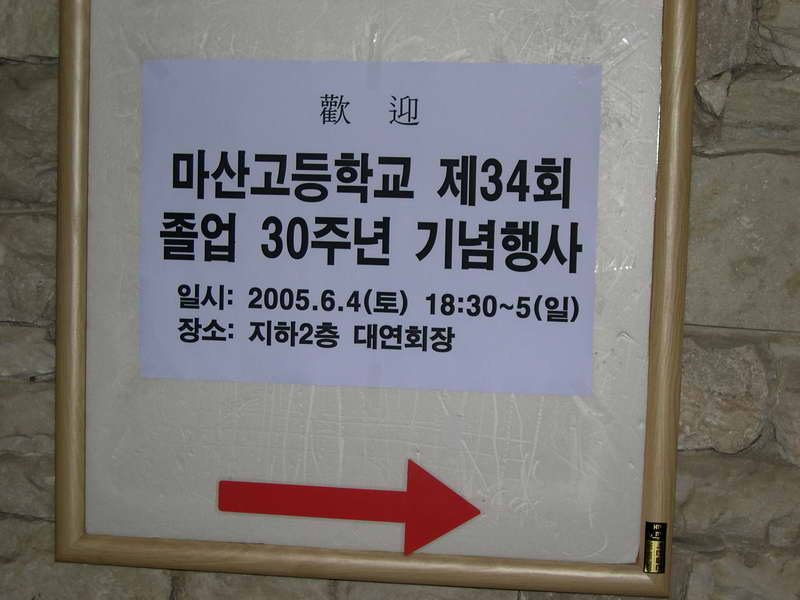 歡 迎
마산고등학교 제34회
졸업 30주년 기념행사
일시: 2005.6.4(토) 18:30~5(일)
장소: 지하2층 대연회장